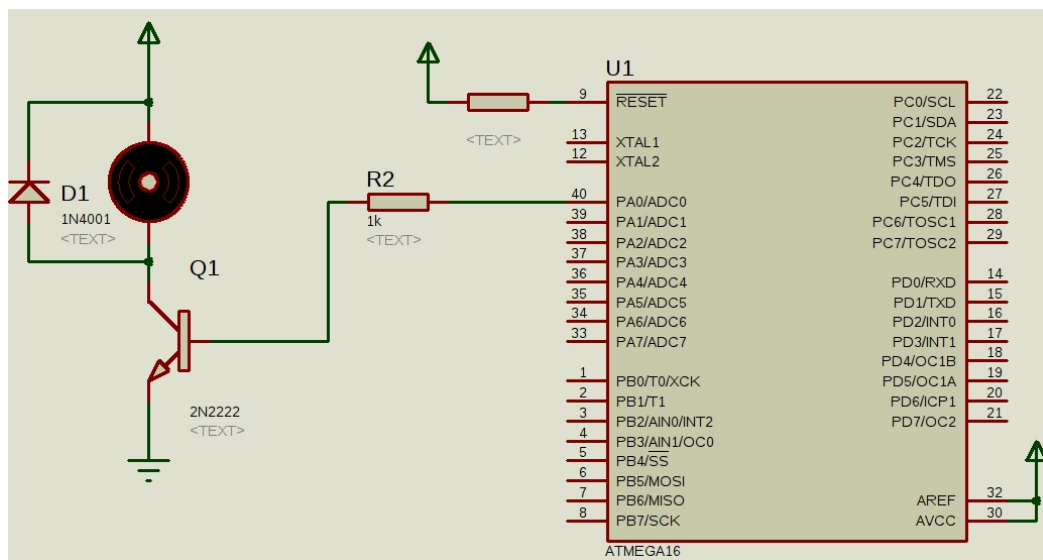 D1
1N4001
<TEXT>
Q1
2N2222
<TEXT>
R2
1k
<TEXT>
<TEXT>
U1
9 RESET
13 XTAL1
12 XTAL2
40 PA0/ADC0
39 PA1/ADC1
38 PA2/ADC2
37 PA3/ADC3
36 PA4/ADC4
35 PA5/ADC5
34 PA6/ADC6
33 PA7/ADC7
1 PB0/T0/XCK
2 PB1/T1
3 PB2/AIN0/INT2
4 PB3/AIN1/OC0
5 PB4/SS
6 PB5/MOSI
7 PB6/MISO
8 PB7/SCK
PC0/SCL 22
PC1/SDA 23
PC2/TCK 24
PC3/TMS 25
PC4/TDO 26
PC5/TDI 27
PC6/TOSC1 28
PC7/TOSC2 29
PD0/RXD 14
PD1/TXD 15
PD2/INT0 16
PD3/INT1 17
PD4/OC1B 18
PD5/OC1A 19
PD6/ICP1 20
PD7/OC2 21
AREF 32
AVCC 30
ATMEGA16